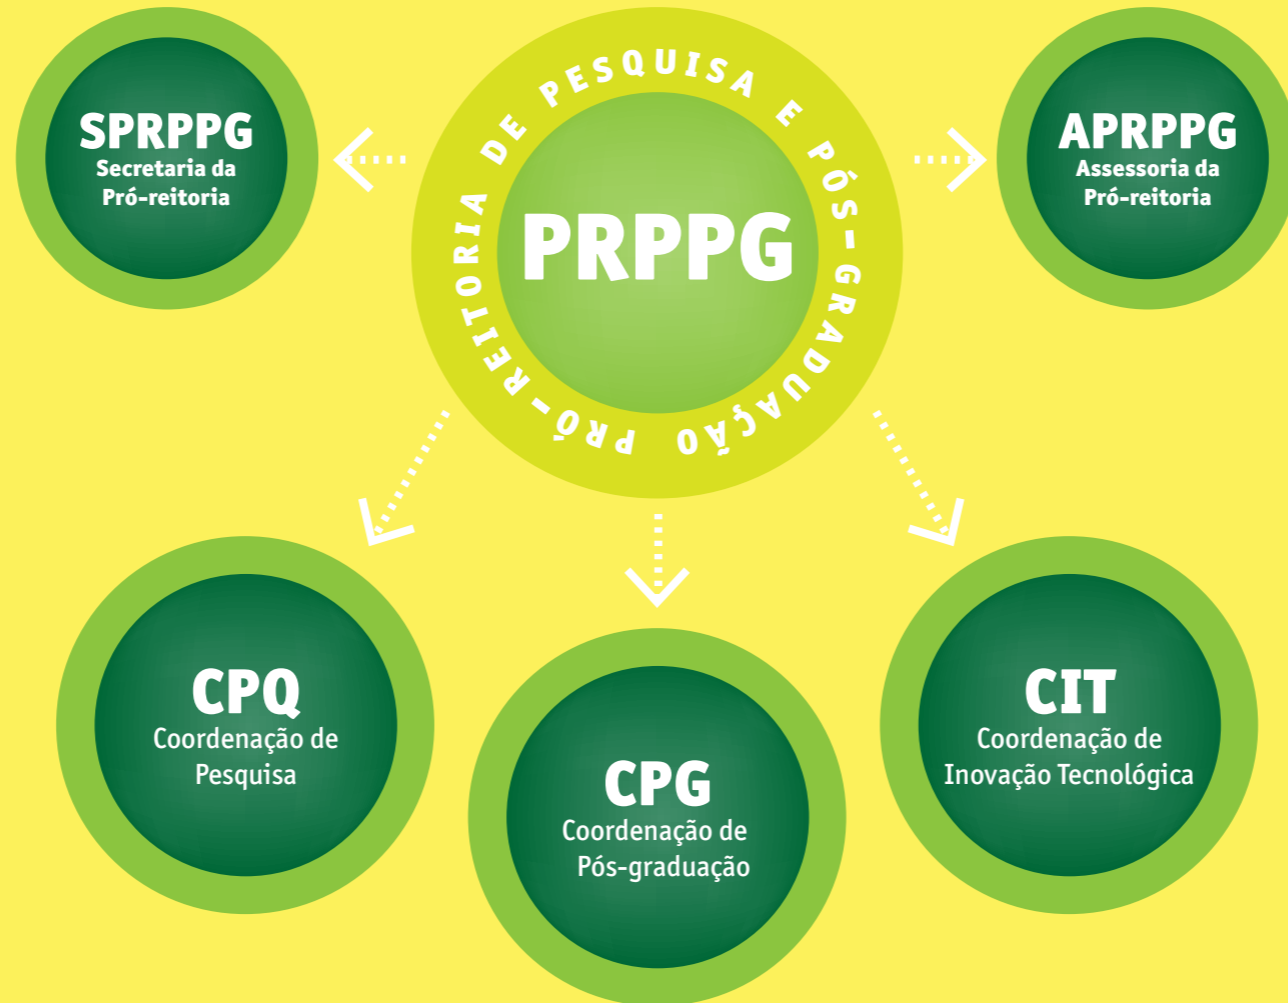 PRÓ-REITORIA DE PESQUISA E PÓS-GRADUAÇÃO
PRPPG
SPRPPG
Secretaria da
Pró-reitoria
APRPPG
Assessoria da
Pró-reitoria
CPQ
Coordenação de
Pesquisa
CPG
Coordenação de
Pós-graduação
CIT
Coordenação de
Inovação Tecnológica